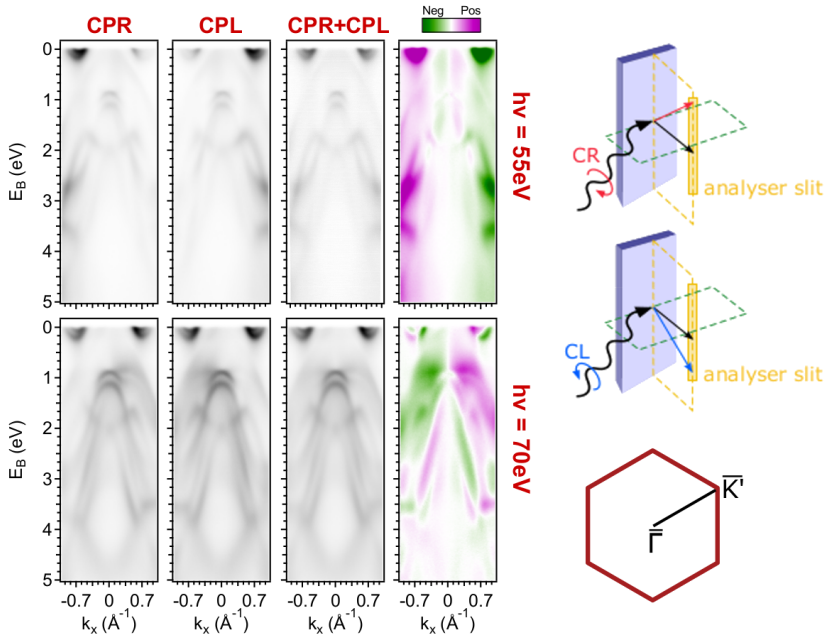 CPR
CPL
CPR+CPL
Neg
Pos
0
1
2
3
4
5
E_B (eV)
hν = 55eV
0
1
2
3
4
5
E_B (eV)
-0.7 0 0.7
k_x (Å⁻¹)
-0.7 0 0.7
k_x (Å⁻¹)
-0.7 0 0.7
k_x (Å⁻¹)
-0.7 0 0.7
k_x (Å⁻¹)
hν = 70eV
CR
analyser slit
CL
analyser slit
K̅'
Γ̿